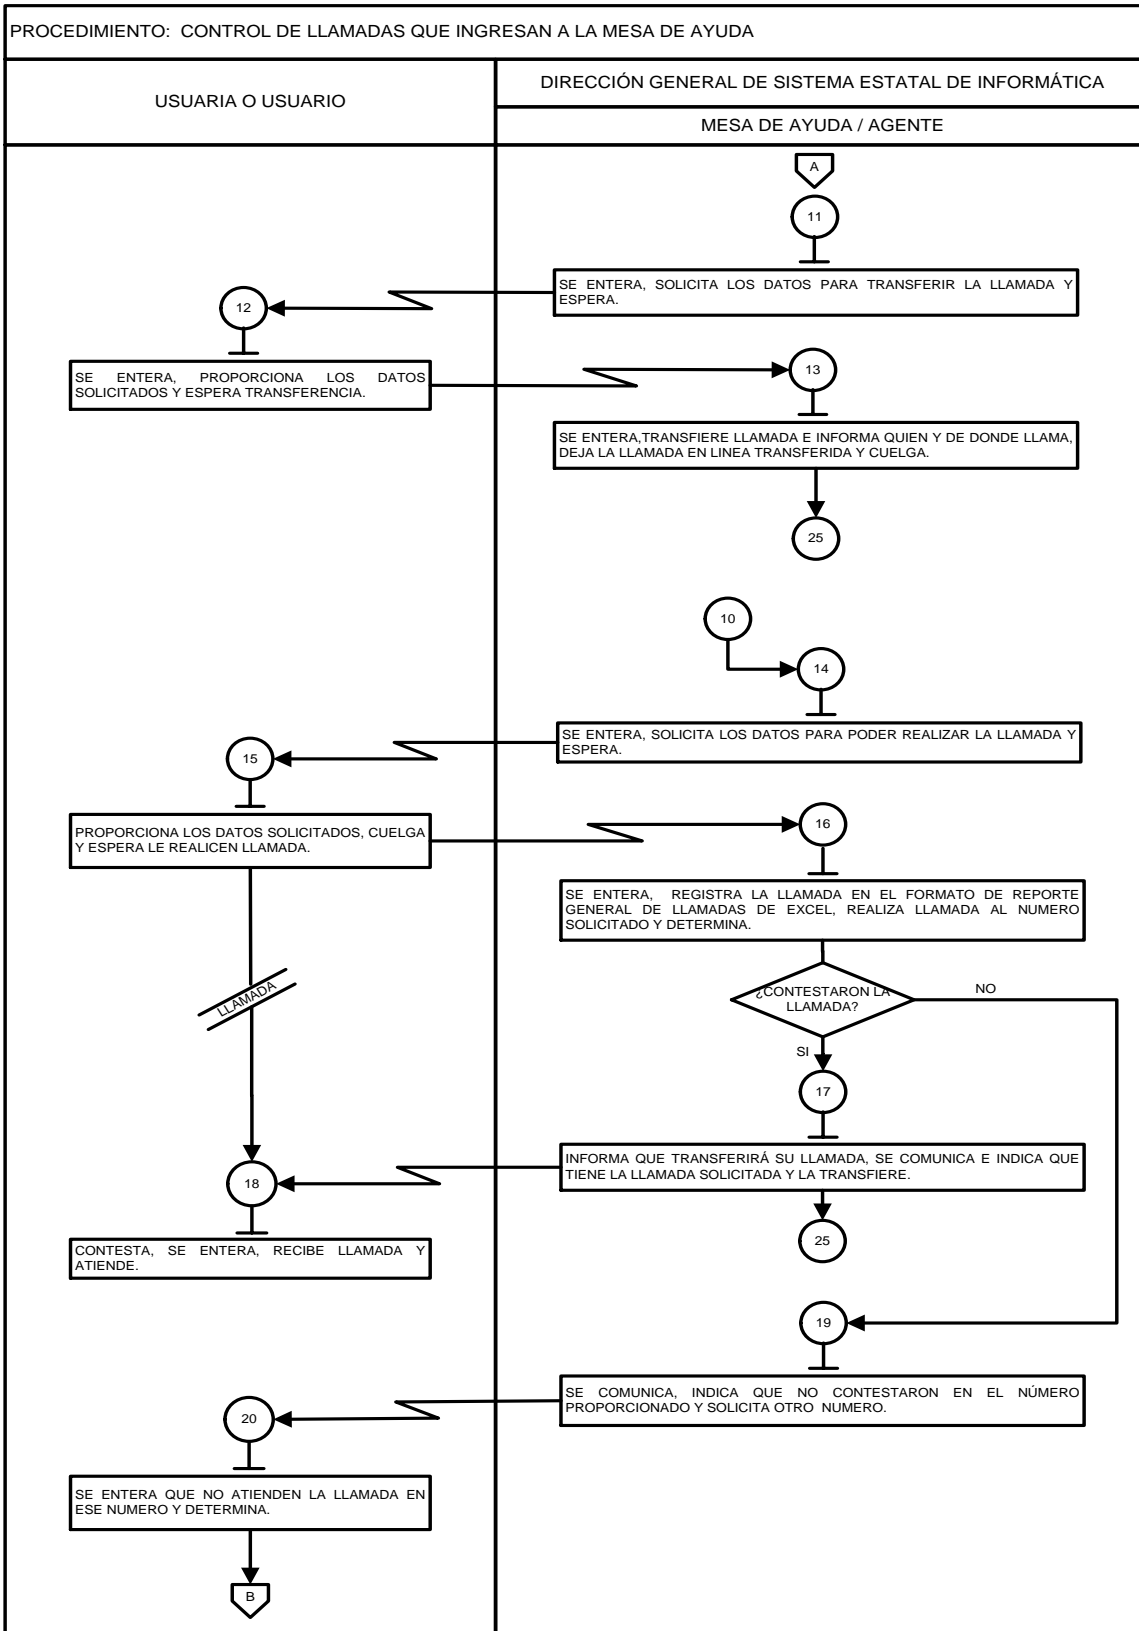 PROCEDIMIENTO: CONTROL DE LLAMADAS QUE INGRESAN A LA MESA DE AYUDA
USUARIA O USUARIO
DIRECCIÓN GENERAL DE SISTEMA ESTATAL DE INFORMÁTICA
MESA DE AYUDA / AGENTE
A
11
SE ENTERA, SOLICITA LOS DATOS PARA TRANSFERIR LA LLAMADA Y
ESPERA.
12
SE ENTERA, PROPORCIONA LOS DATOS
SOLICITADOS Y ESPERA TRANSFERENCIA.
13
SE ENTERA,TRANSFIERE LLAMADA E INFORMA QUIEN Y DE DONDE LLAMA,
DEJA LA LLAMADA EN LINEA TRANSFERIDA Y CUELGA.
25
10
14
SE ENTERA, SOLICITA LOS DATOS PARA PODER REALIZAR LA LLAMADA Y
ESPERA.
15
PROPORCIONA LOS DATOS SOLICITADOS, CUELGA
Y ESPERA LE REALICEN LLAMADA.
16
SE ENTERA, REGISTRA LA LLAMADA EN EL FORMATO DE REPORTE
GENERAL DE LLAMADAS DE EXCEL, REALIZA LLAMADA AL NUMERO
SOLICITADO Y DETERMINA.
¿CONTESTARON LA
LLAMADA?
NO
LLAMADA
SI
17
INFORMA QUE TRANSFERIRÁ SU LLAMADA, SE COMUNICA E INDICA QUE
TIENE LA LLAMADA SOLICITADA Y LA TRANSFIERE.
18
CONTESTA, SE ENTERA, RECIBE LLAMADA Y
ATIENDE.
25
19
SE COMUNICA, INDICA QUE NO CONTESTARON EN EL NÚMERO
PROPORCIONADO Y SOLICITA OTRO NUMERO.
20
SE ENTERA QUE NO ATIENDEN LA LLAMADA EN
ESE NUMERO Y DETERMINA.
B